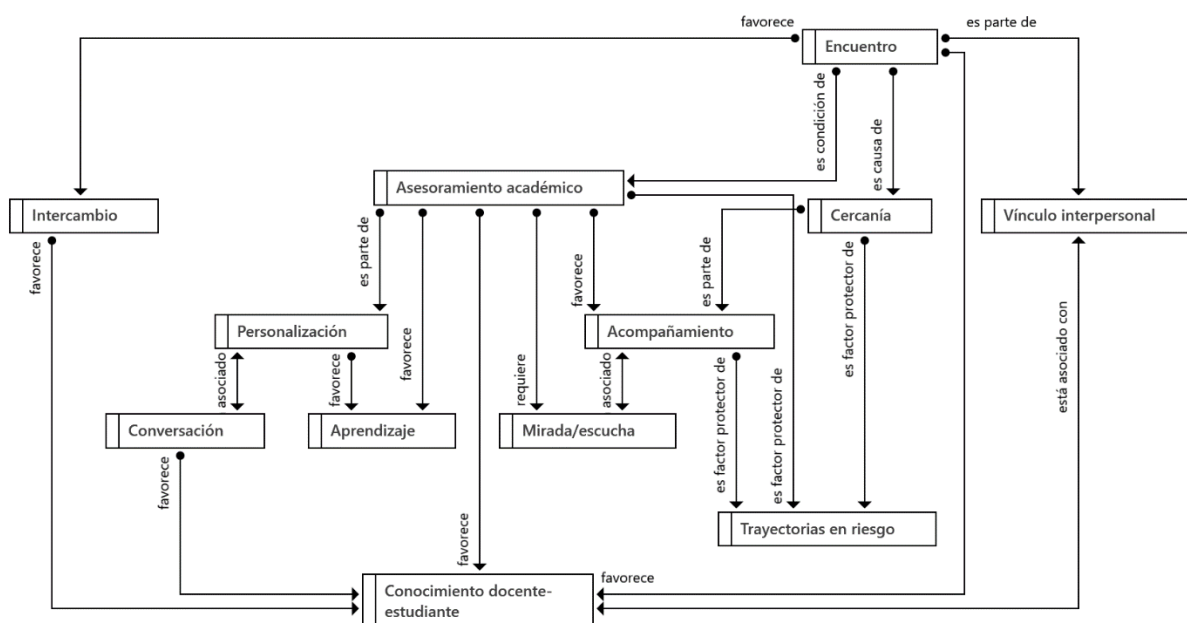 favorece
es parte de
Encuentro
es condición de
es causa de
Asesoramiento académico
Intercambio
Cercanía
Vínculo interpersonal
favorece
es parte de
favorece
favorece
es parte de
es factor protector de
Personalización
Acompañamiento
asociado
favorece
requiere
asociado
es factor protector de
es factor protector de
está asociado con
Conversación
Aprendizaje
Mirada/escucha
favorece
favorece
Trayectorias en riesgo
Conocimiento docente-
estudiante
favorece